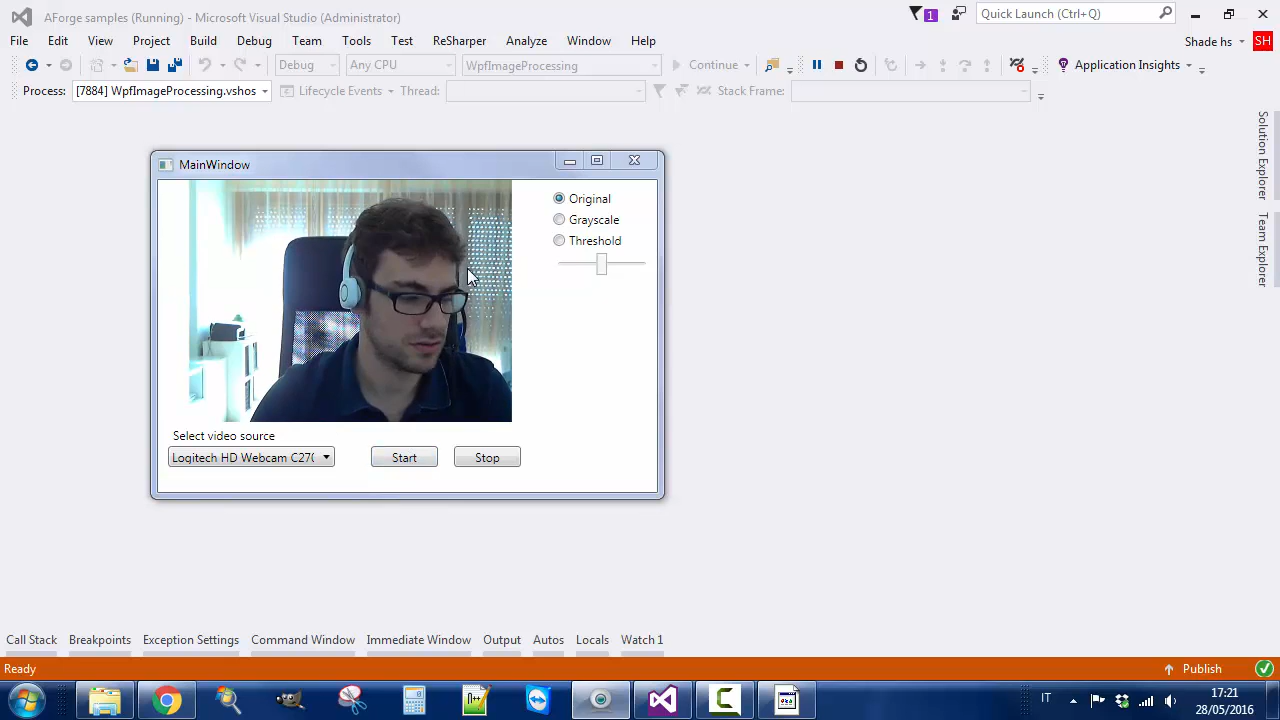 AForge samples (Running) - Microsoft Visual Studio (Administrator)
1
Quick Launch (Ctrl+Q)
File Edit View Project Build Debug Team Tools Test ReSharper Analyze Window Help
Shade hs SH
Debug Any CPU WpfImageProcessing Continue Application Insights
Process: [7884] WpfImageProcessing.vshos Lifecycle Events Thread: Stack Frame:
Solution Explorer
Team Explorer
MainWindow
Original
Grayscale
Threshold
Select video source
Logitech HD Webcam C270
Start Stop
Call Stack Breakpoints Exception Settings Command Window Immediate Window Output Autos Locals Watch 1
Ready Publish
IT
17:21
28/05/2016